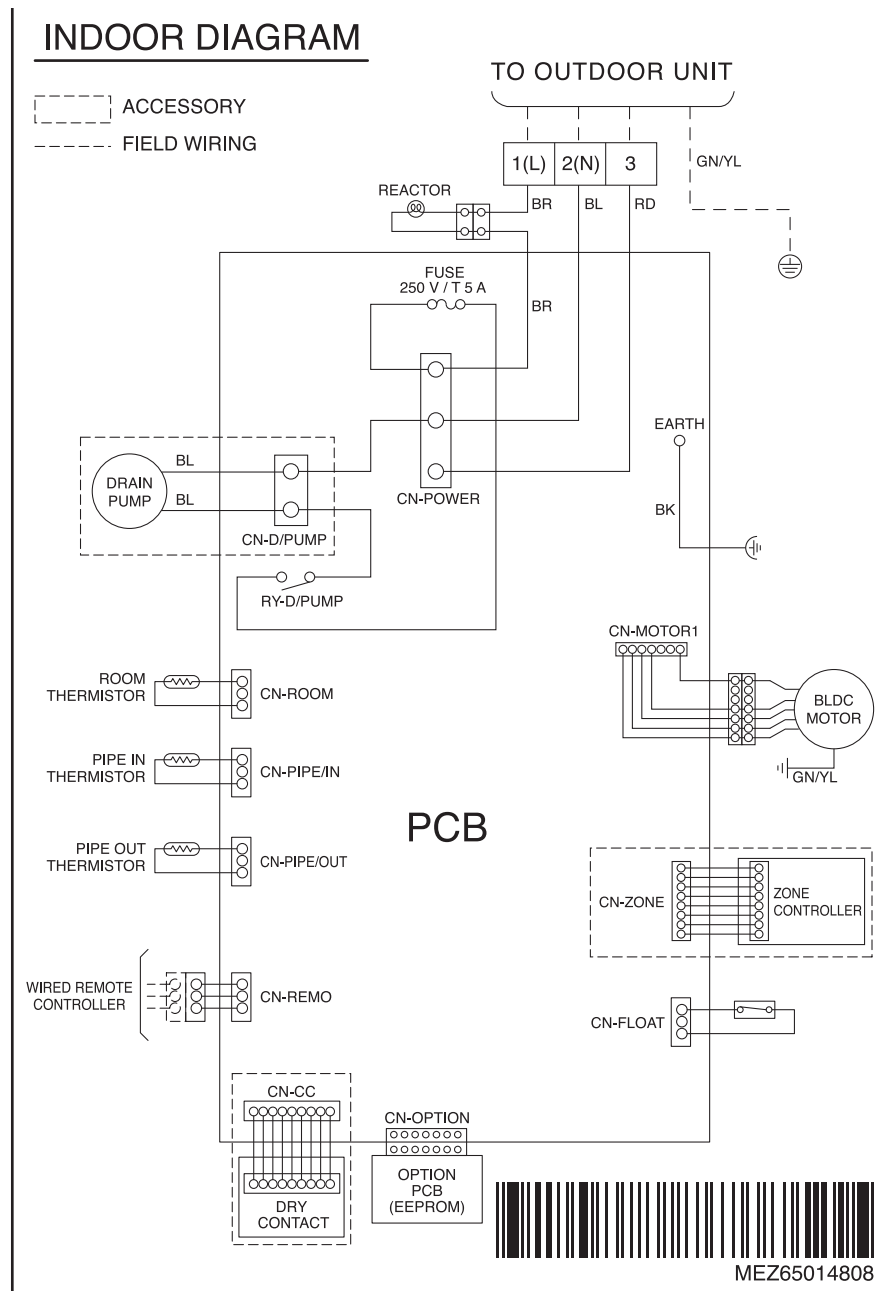 INDOOR DIAGRAM
TO OUTDOOR UNIT
ACCESSORY
FIELD WIRING
1(L) 2(N) 3
GN/YL
REACTOR
BR BL RD
FUSE
250 V / T 5 A
BR
EARTH
BL
DRAIN
PUMP
BL
CN-POWER
BK
CN-D/PUMP
RY-D/PUMP
CN-MOTOR1
ROOM
THERMISTOR
CN-ROOM
BLDC
MOTOR
PIPE IN
THERMISTOR
CN-PIPE/IN
GN/YL
PCB
PIPE OUT
THERMISTOR
CN-PIPE/OUT
CN-ZONE
ZONE
CONTROLLER
WIRED REMOTE
CONTROLLER
CN-REMO
CN-FLOAT
CN-CC
CN-OPTION
OPTION
PCB
(EEPROM)
DRY
CONTACT
MEZ65014808